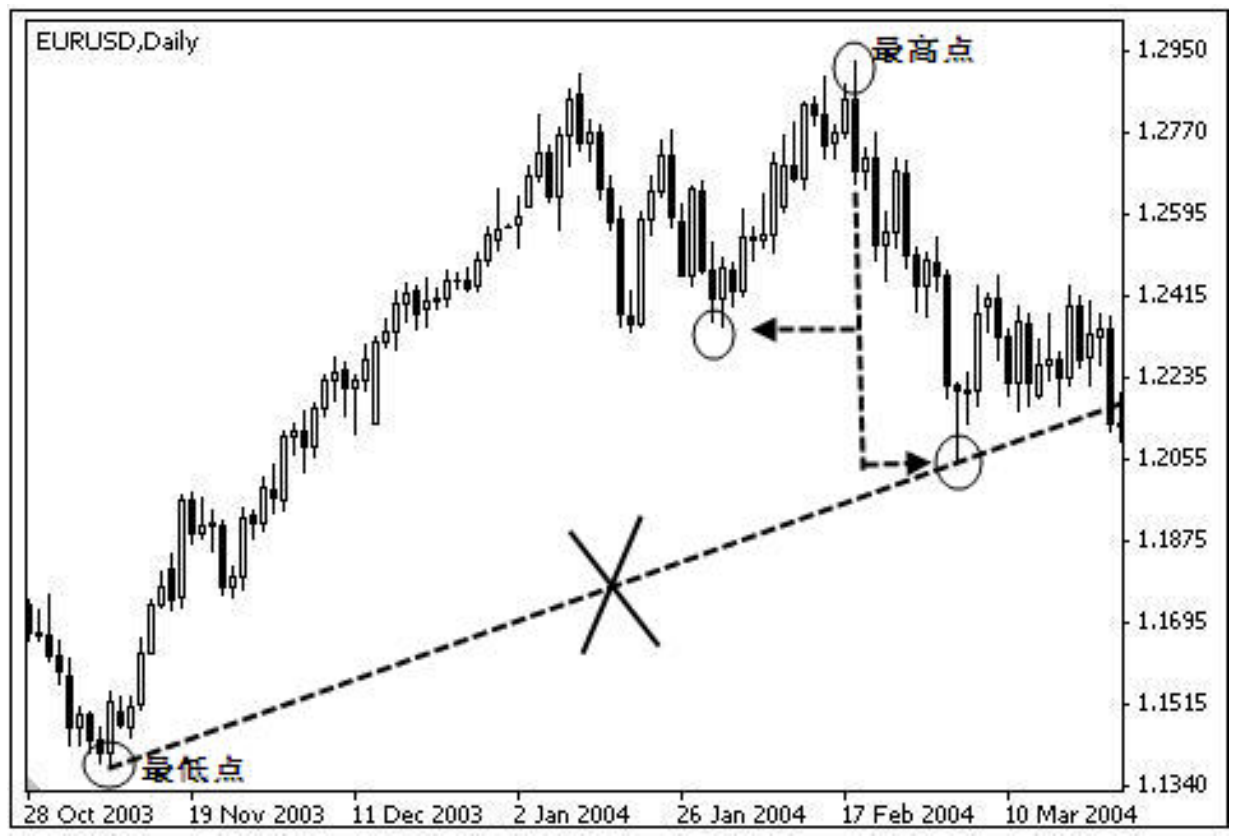 EURUSD,Daily
最高点
1.2950
1.2770
1.2595
1.2415
1.2235
1.2055
1.1875
1.1695
1.1515
1.1340
最低点
28 Oct 2003 19 Nov 2003 11 Dec 2003 2 Jan 2004 26 Jan 2004 17 Feb 2004 10 Mar 2004